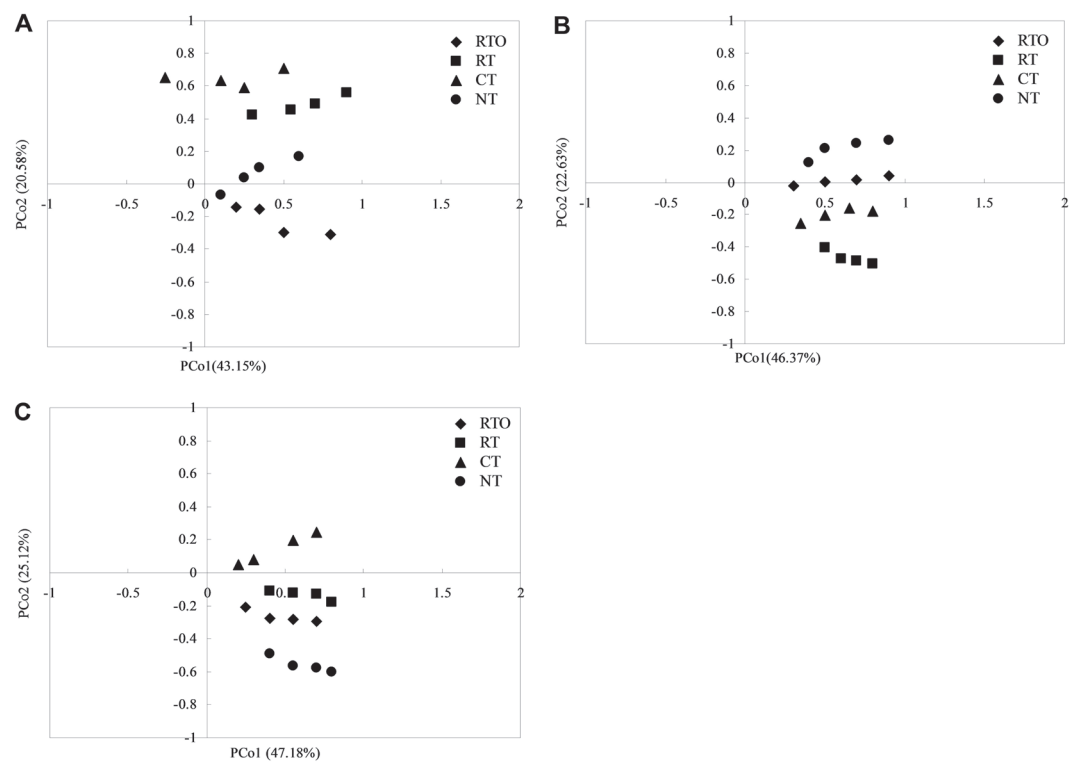 A
1
0.8
0.6
0.4
0.2
0
-0.2
-0.4
-0.6
-0.8
-1
-1 -0.5 0 0.5 1 1.5 2
PCo2 (20.58%)
PCo1(43.15%)
RTO
RT
CT
NT
B
1
0.8
0.6
0.4
0.2
0
-0.2
-0.4
-0.6
-0.8
-1
-1 -0.5 0 0.5 1 1.5 2
PCo2 (22.63%)
PCo1(46.37%)
RTO
RT
CT
NT
C
1
0.8
0.6
0.4
0.2
0
-0.2
-0.4
-0.6
-0.8
-1
-1 -0.5 0 0.5 1 1.5 2
PCo2 (25.12%)
PCo1 (47.18%)
RTO
RT
CT
NT